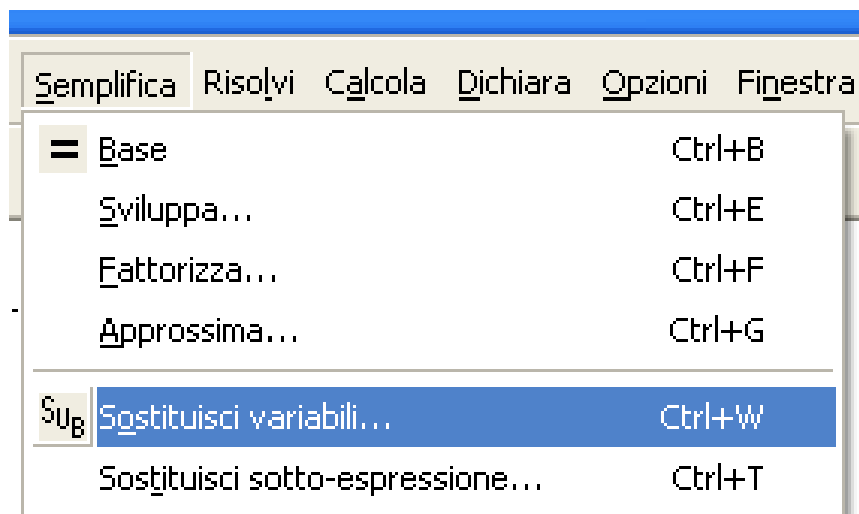 Semplifica Risolvi Calcola Dichiara Opzioni Finestra
= Base Ctrl+B
Sviluppa... Ctrl+E
Fattorizza... Ctrl+F
Approssima... Ctrl+G
SUB Sostituisci variabili... Ctrl+W
Sostituisci sotto-espressione... Ctrl+T